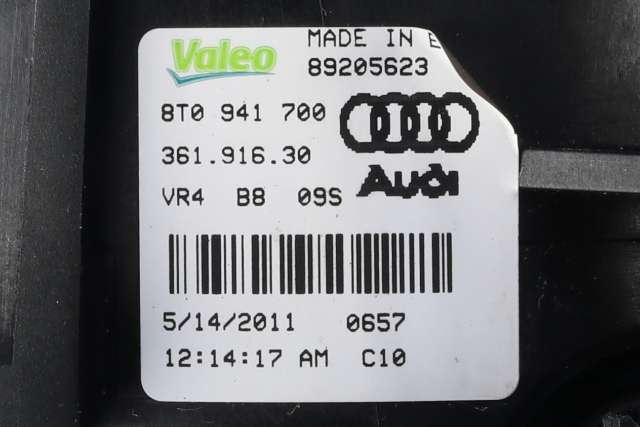 Valeo MADE IN
89205623
8T0 941 700
361.916.30
Audi
VR4 B8 09S
5/14/2011 0657
12:14:17 AM C10